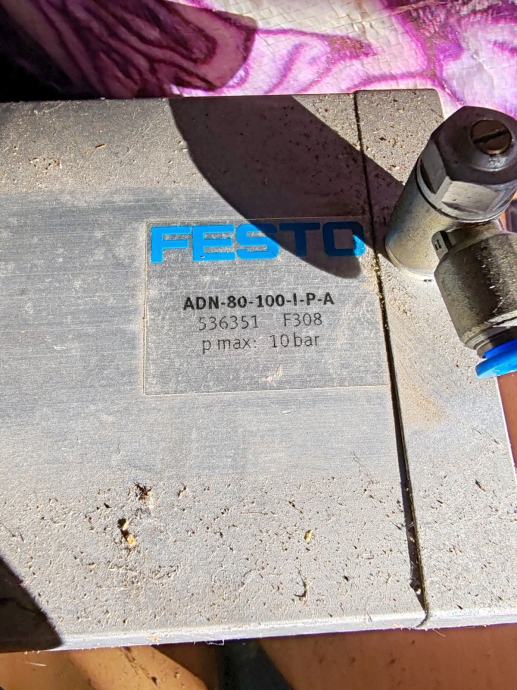 FESTO
ADN-80-100-I-P-A
536351 F308
p max: 10 bar